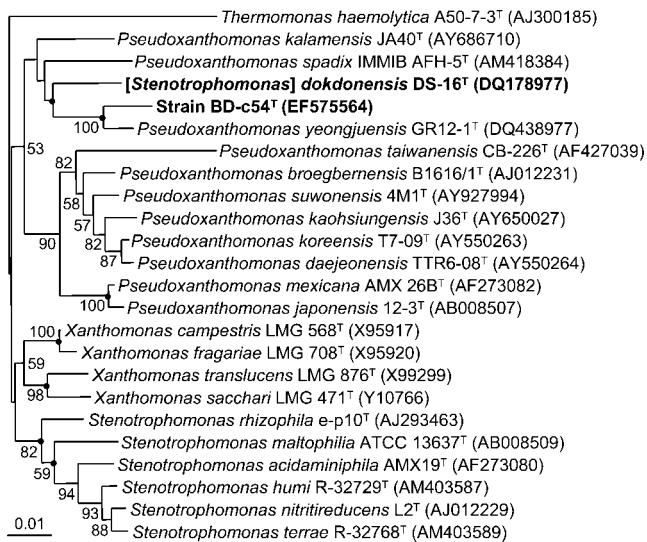 Thermomonas haemolytica A50-7-3ᵀ (AJ300185)
Pseudoxanthomonas kalamensis JA40ᵀ (AY686710)
Pseudoxanthomonas spadix IMMIB AFH-5ᵀ (AM418384)
[Stenotrophomonas] dokdonensis DS-16ᵀ (DQ178977)
Strain BD-c54ᵀ (EF575564)
100
Pseudoxanthomonas yeongjuensis GR12-1ᵀ (DQ438977)
53
82
Pseudoxanthomonas taiwanensis CB-226ᵀ (AF427039)
Pseudoxanthomonas broegbernensis B1616/1ᵀ (AJ012231)
58
Pseudoxanthomonas suwonensis 4M1ᵀ (AY927994)
57
Pseudoxanthomonas kaohsiungensis J36ᵀ (AY650027)
82
90
Pseudoxanthomonas koreensis T7-09ᵀ (AY550263)
87
Pseudoxanthomonas daejeonensis TTR6-08ᵀ (AY550264)
Pseudoxanthomonas mexicana AMX 26Bᵀ (AF273082)
100
Pseudoxanthomonas japonensis 12-3ᵀ (AB008507)
100
Xanthomonas campestris LMG 568ᵀ (X95917)
Xanthomonas fragariae LMG 708ᵀ (X95920)
59
Xanthomonas translucens LMG 876ᵀ (X99299)
98
Xanthomonas sacchari LMG 471ᵀ (Y10766)
Stenotrophomonas rhizophila e-p10ᵀ (AJ293463)
82
Stenotrophomonas maltophilia ATCC 13637ᵀ (AB008509)
59
Stenotrophomonas acidaminiphila AMX19ᵀ (AF273080)
94
Stenotrophomonas humi R-32729ᵀ (AM403587)
93
Stenotrophomonas nitritireducens L2ᵀ (AJ012229)
88
Stenotrophomonas terrae R-32768ᵀ (AM403589)
0.01